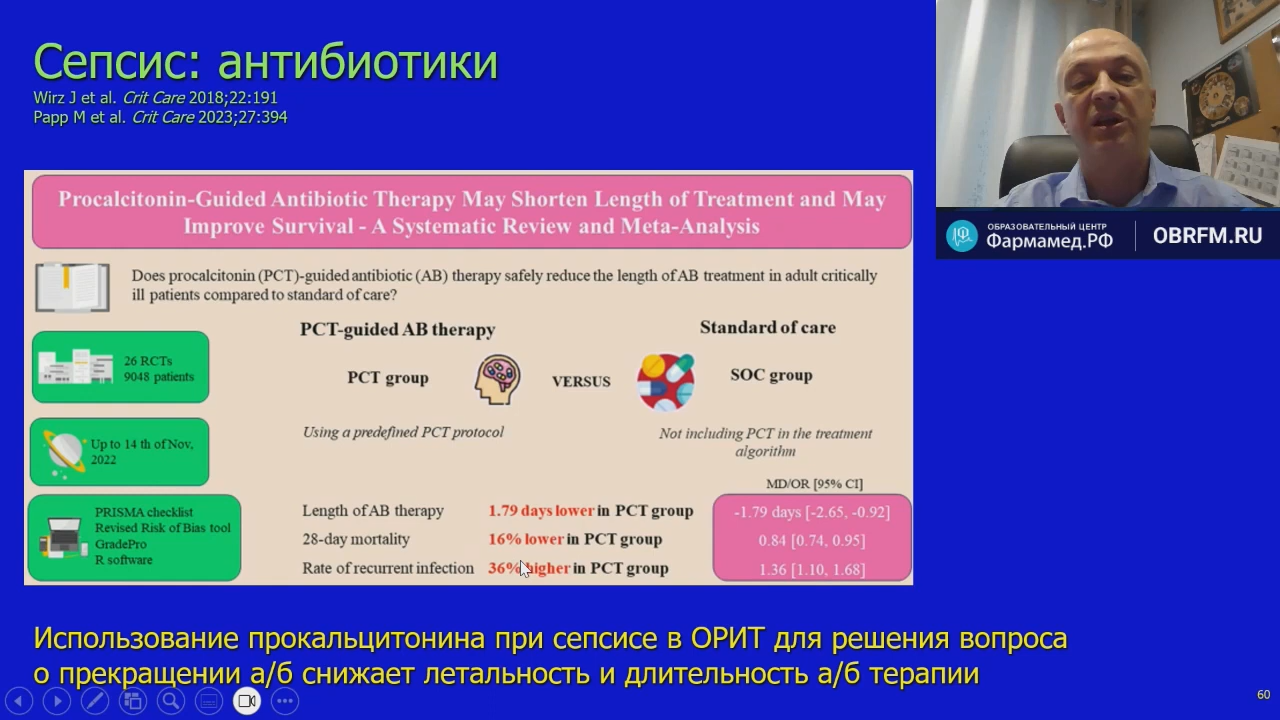 Сепсис: антибиотики
Wirz J et al. Crit Care 2018;22:191
Papp M et al. Crit Care 2023;27:394
ОБРАЗОВАТЕЛЬНЫЙ ЦЕНТР
Фармамед.РФ
OBRFM.RU
Procalcitonin-Guided Antibiotic Therapy May Shorten Length of Treatment and May
Improve Survival - A Systematic Review and Meta-Analysis
Does procalcitonin (PCT)-guided antibiotic (AB) therapy safely reduce the length of AB treatment in adult critically
ill patients compared to standard of care?
PCT-guided AB therapy
Standard of care
26 RCTs
9048 patients
PCT group
VERSUS
SOC group
Up to 14 th of Nov,
2022
Using a predefined PCT protocol
Not including PCT in the treatment
algorithm
MD/OR [95% CI]
PRISMA checklist
Revised Risk of Bias tool
GradePro
R software
Length of AB therapy 1.79 days lower in PCT group -1.79 days [-2.65, -0.92]
28-day mortality 16% lower in PCT group 0.84 [0.74, 0.95]
Rate of recurrent infection 36% higher in PCT group 1.36 [1.10, 1.68]
Использование прокальцитонина при сепсисе в ОРИТ для решения вопроса
о прекращении а/б снижает летальность и длительность а/б терапии
60